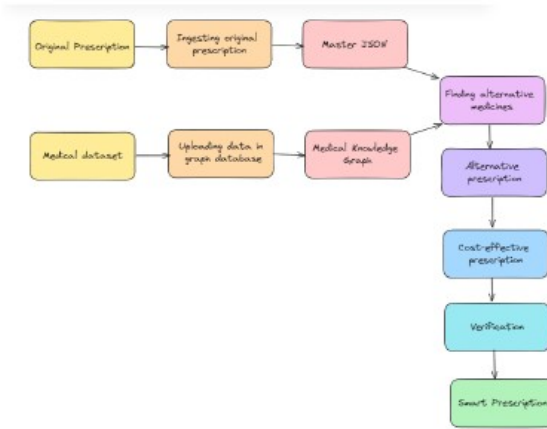 Original Prescription
Ingesting original
prescription
Master JSON
Finding alternative
medicines
Medical dataset
Uploading data in
graph database
Medical Knowledge
Graph
Alternative
prescription
Cost-effective
prescription
Verification
Smart Prescription